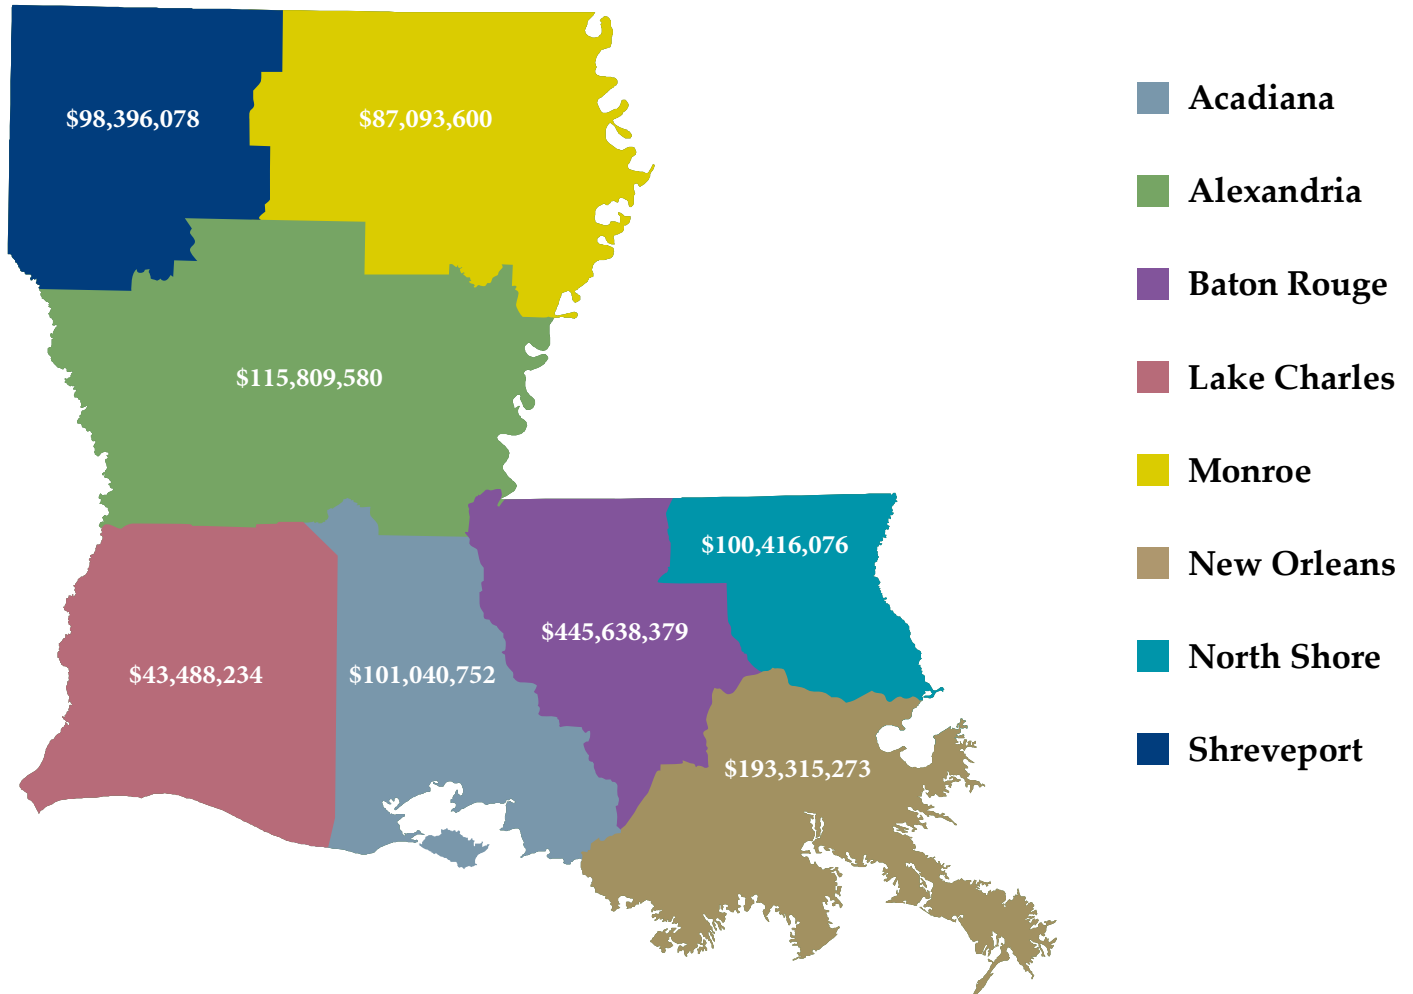 $98,396,078
$87,093,600
$115,809,580
$100,416,076
$445,638,379
$43,488,234
$101,040,752
$193,315,273
Acadiana
Alexandria
Baton Rouge
Lake Charles
Monroe
New Orleans
North Shore
Shreveport